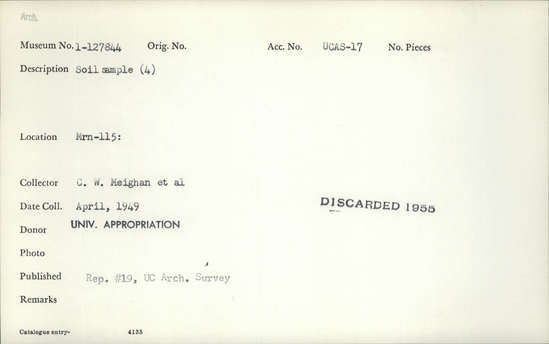 Arch.
Museum No. 1-127844 Orig. No. Acc. No. UCAS-17 No. Pieces
Description Soil sample (4)
Location Mrn-115:
Collector C. W. Meighan et al
Date Coll. April, 1949 DISCARDED 1955
Donor UNIV. APPROPRIATION
Photo
Published Rep. #19, UC Arch. Survey
Remarks
Catalogue entry- 4135